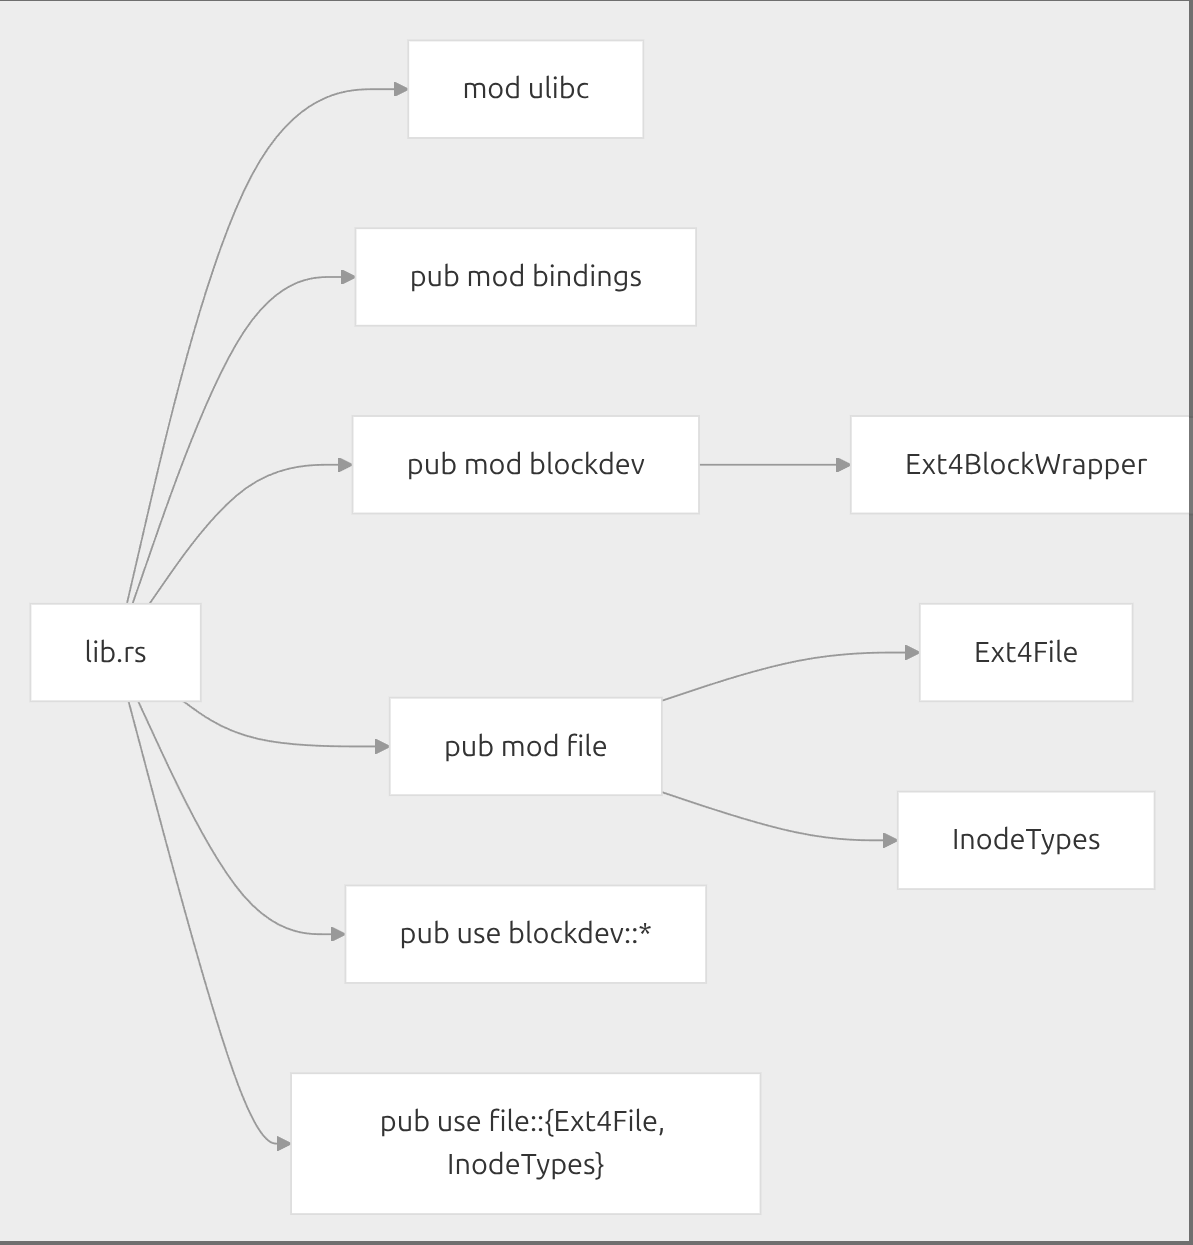 mod ulibc
pub mod bindings
pub mod blockdev
Ext4BlockWrapper
lib.rs
Ext4File
pub mod file
InodeTypes
pub use blockdev::*
pub use file::{Ext4File,
InodeTypes}